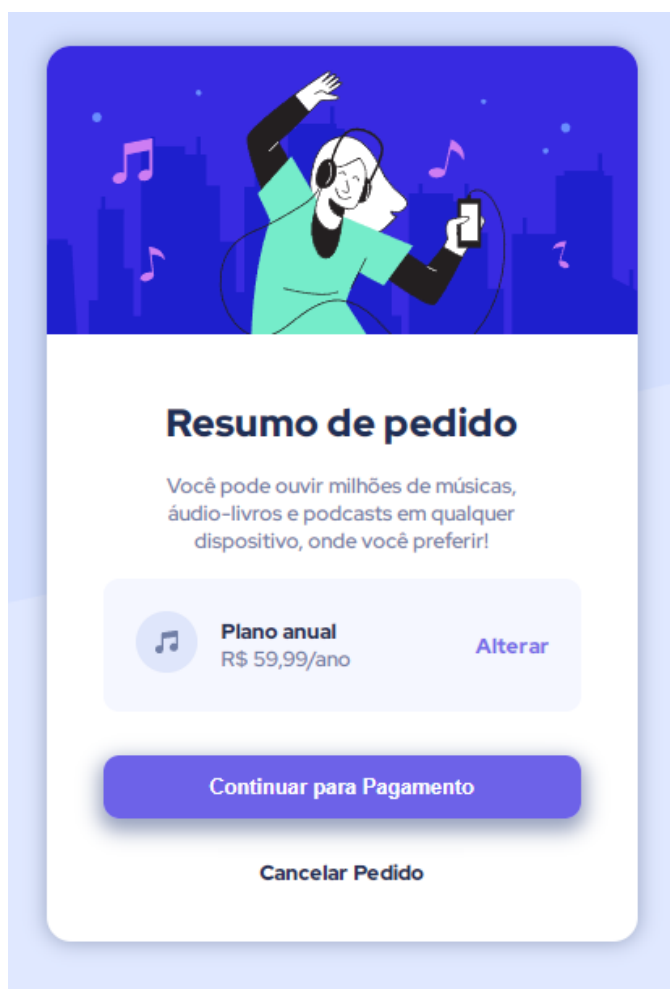 Resumo de pedido
Você pode ouvir milhões de músicas,
áudio-livros e podcasts em qualquer
dispositivo, onde você preferir!
Plano anual
R$ 59,99/ano
Alterar
Continuar para Pagamento
Cancelar Pedido